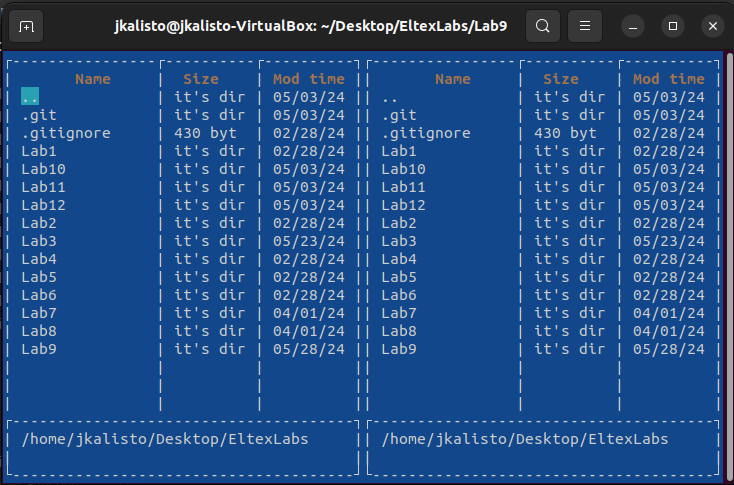 jkalisto@jkalisto-VirtualBox: ~/Desktop/EltexLabs/Lab9
Name | Size | Mod time || Name | Size | Mod time |
.. | it's dir | 05/03/24 || .. | it's dir | 05/03/24 |
.git | it's dir | 05/03/24 || .git | it's dir | 05/03/24 |
.gitignore | 430 byt | 02/28/24 || .gitignore | 430 byt | 02/28/24 |
Lab1 | it's dir | 02/28/24 || Lab1 | it's dir | 02/28/24 |
Lab10 | it's dir | 05/03/24 || Lab10 | it's dir | 05/03/24 |
Lab11 | it's dir | 05/03/24 || Lab11 | it's dir | 05/03/24 |
Lab12 | it's dir | 05/03/24 || Lab12 | it's dir | 05/03/24 |
Lab2 | it's dir | 02/28/24 || Lab2 | it's dir | 02/28/24 |
Lab3 | it's dir | 05/23/24 || Lab3 | it's dir | 05/23/24 |
Lab4 | it's dir | 02/28/24 || Lab4 | it's dir | 02/28/24 |
Lab5 | it's dir | 02/28/24 || Lab5 | it's dir | 02/28/24 |
Lab6 | it's dir | 02/28/24 || Lab6 | it's dir | 02/28/24 |
Lab7 | it's dir | 04/01/24 || Lab7 | it's dir | 04/01/24 |
Lab8 | it's dir | 04/01/24 || Lab8 | it's dir | 04/01/24 |
Lab9 | it's dir | 05/28/24 || Lab9 | it's dir | 05/28/24 |
/home/jkalisto/Desktop/EltexLabs || /home/jkalisto/Desktop/EltexLabs |